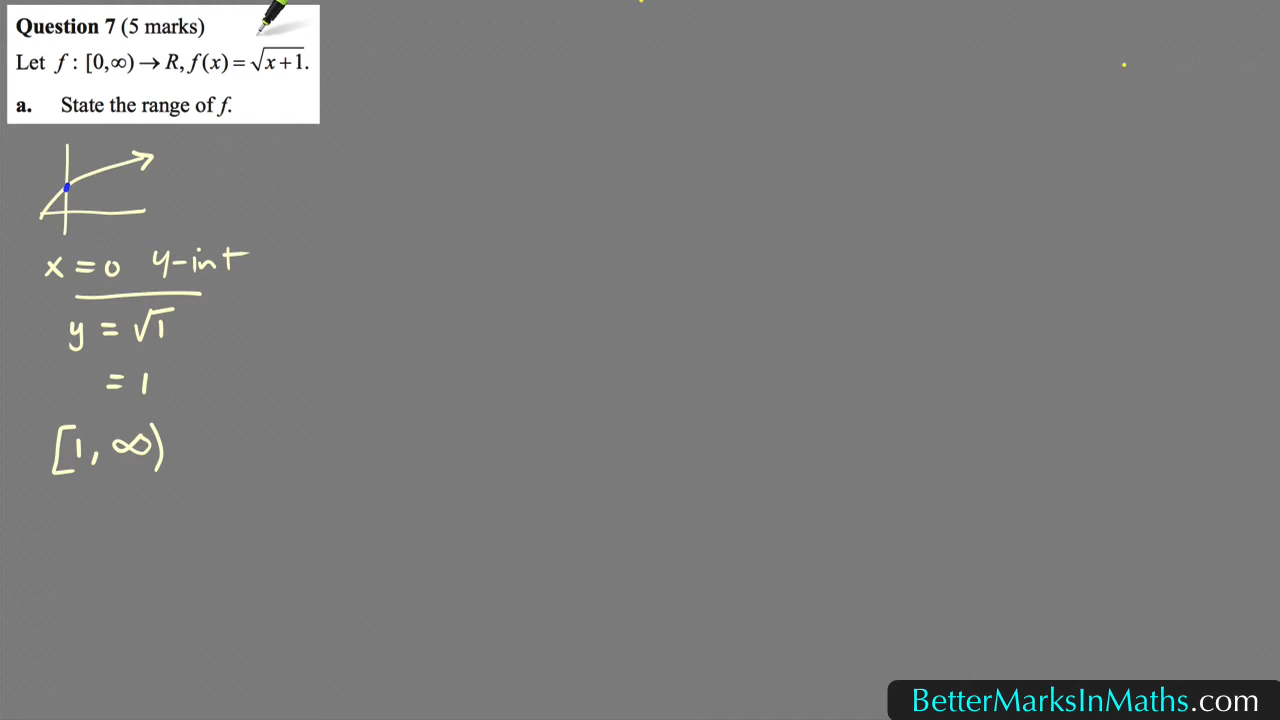 Question 7 (5 marks)
Let f : [0,∞) → R, f(x) = √x+1.
a. State the range of f.
x = 0 y-int
y = √1
= 1
[1, ∞)
BetterMarksInMaths.com